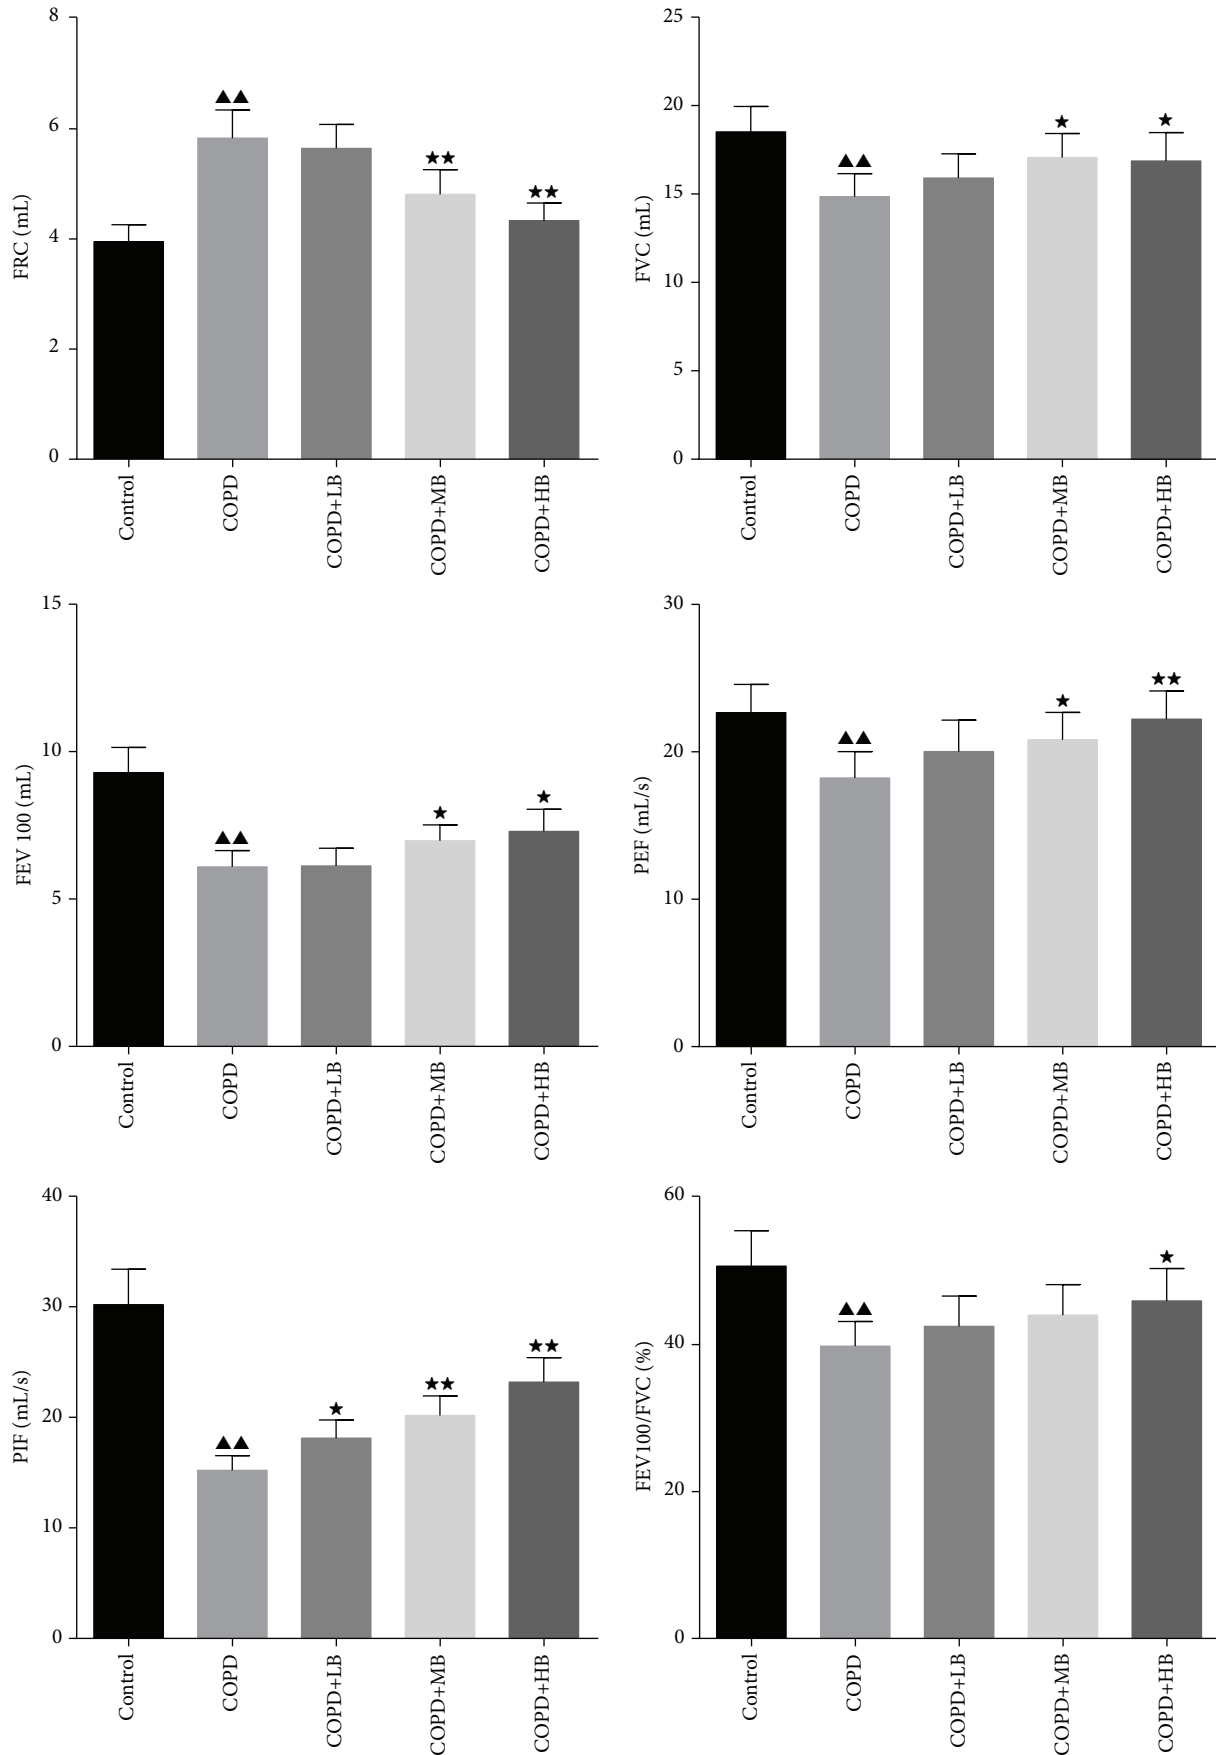 8
6
4
2
0
FRC (mL)
Control
COPD
COPD+LB
COPD+MB
COPD+HB
25
20
15
10
5
0
FVC (mL)
Control
COPD
COPD+LB
COPD+MB
COPD+HB
15
10
5
0
FEV 100 (mL)
Control
COPD
COPD+LB
COPD+MB
COPD+HB
30
20
10
0
PEF (mL/s)
Control
COPD
COPD+LB
COPD+MB
COPD+HB
40
30
20
10
0
PIF (mL/s)
Control
COPD
COPD+LB
COPD+MB
COPD+HB
60
40
20
0
FEV100/FVC (%)
Control
COPD
COPD+LB
COPD+MB
COPD+HB